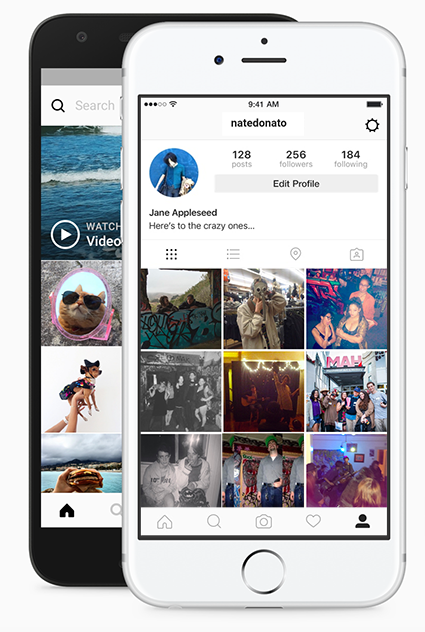 Search
WATCH
Video
9:41 AM
natedonato
128 256 184
posts followers following
Edit Profile
Jane Appleseed
Here's to the crazy ones...
MAH